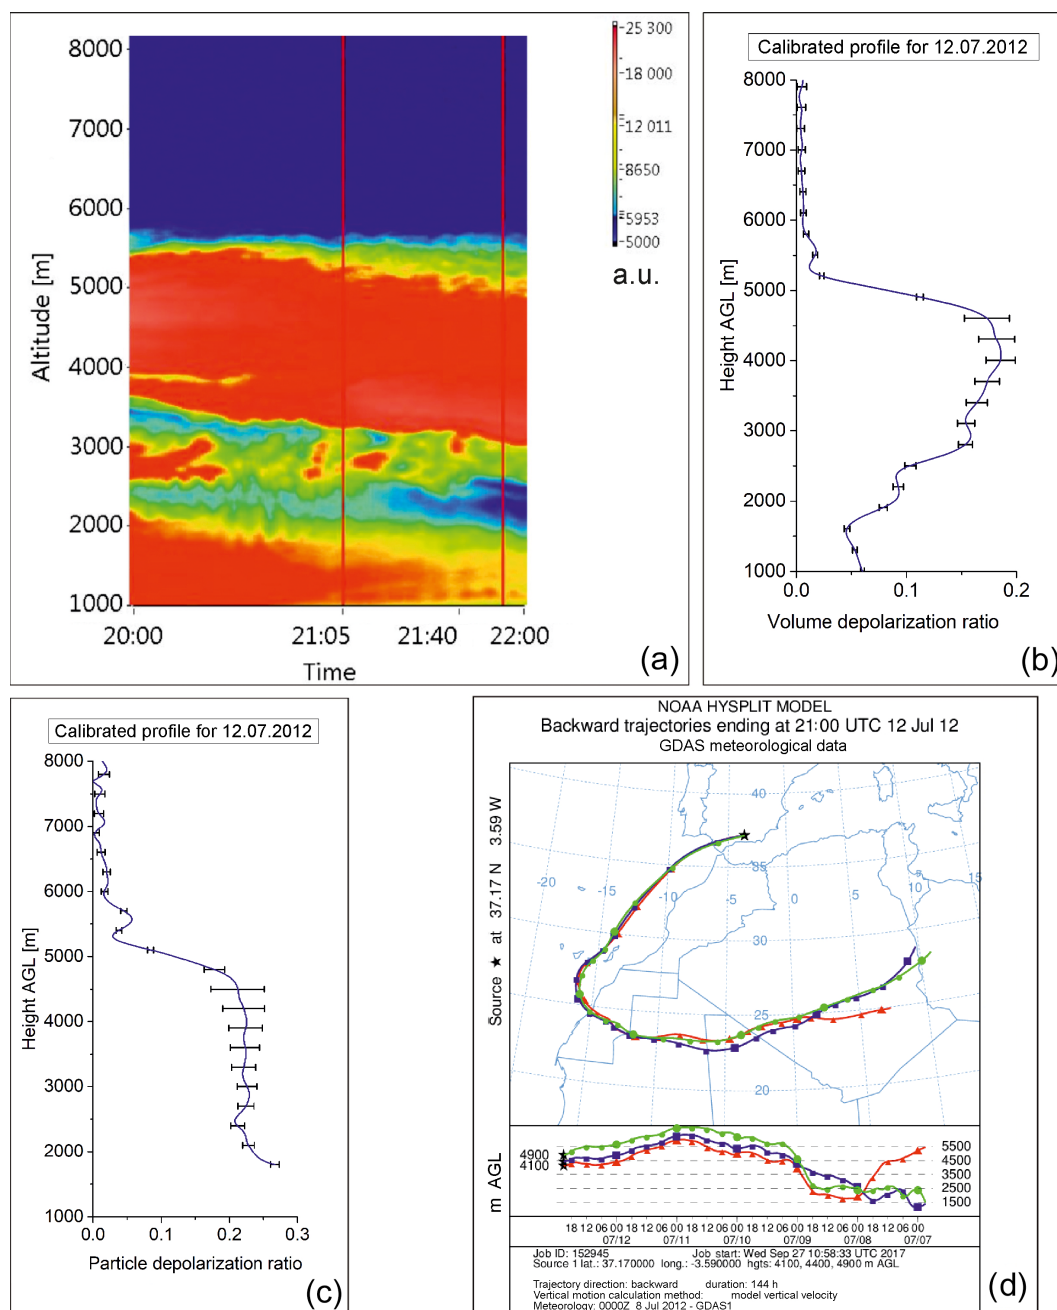 8000
7000
6000
5000
4000
3000
2000
1000
Altitude [m]
20:00 21:05 21:40 22:00
Time
25 300
18 000
12 011
8650
5953
5000
a.u.
(a)
Calibrated profile for 12.07.2012
8000
7000
6000
5000
4000
3000
2000
1000
Height AGL [m]
0.0 0.1 0.2
Volume depolarization ratio
(b)
Calibrated profile for 12.07.2012
8000
7000
6000
5000
4000
3000
2000
1000
Height AGL [m]
0.0 0.1 0.2 0.3
Particle depolarization ratio
(c)
NOAA HYSPLIT MODEL
Backward trajectories ending at 21:00 UTC 12 Jul 12
GDAS meteorological data
Source ★ at 37.17 N 3.59 W
40
35
-20 -15 -10 -5 0 5 10 15
30
25
20
m AGL
4900
4100
5500
4500
3500
2500
1500
18 12 06 00 18 12 06 00 18 12 06 00 18 12 06 00 18 12 06 00 18 12 06 00
07/12 07/11 07/10 07/09 07/08 07/07
Job ID: 152945 Job start: Wed Sep 27 10:58:33 UTC 2017
Source 1 lat.: 37.170000 long.: -3.590000 hgts: 4100, 4400, 4900 m AGL
Trajectory direction: backward duration: 144 h
Vertical motion calculation method: model vertical velocity
Meteorology: 0000Z 8 Jul 2012 - GDAS1
(d)